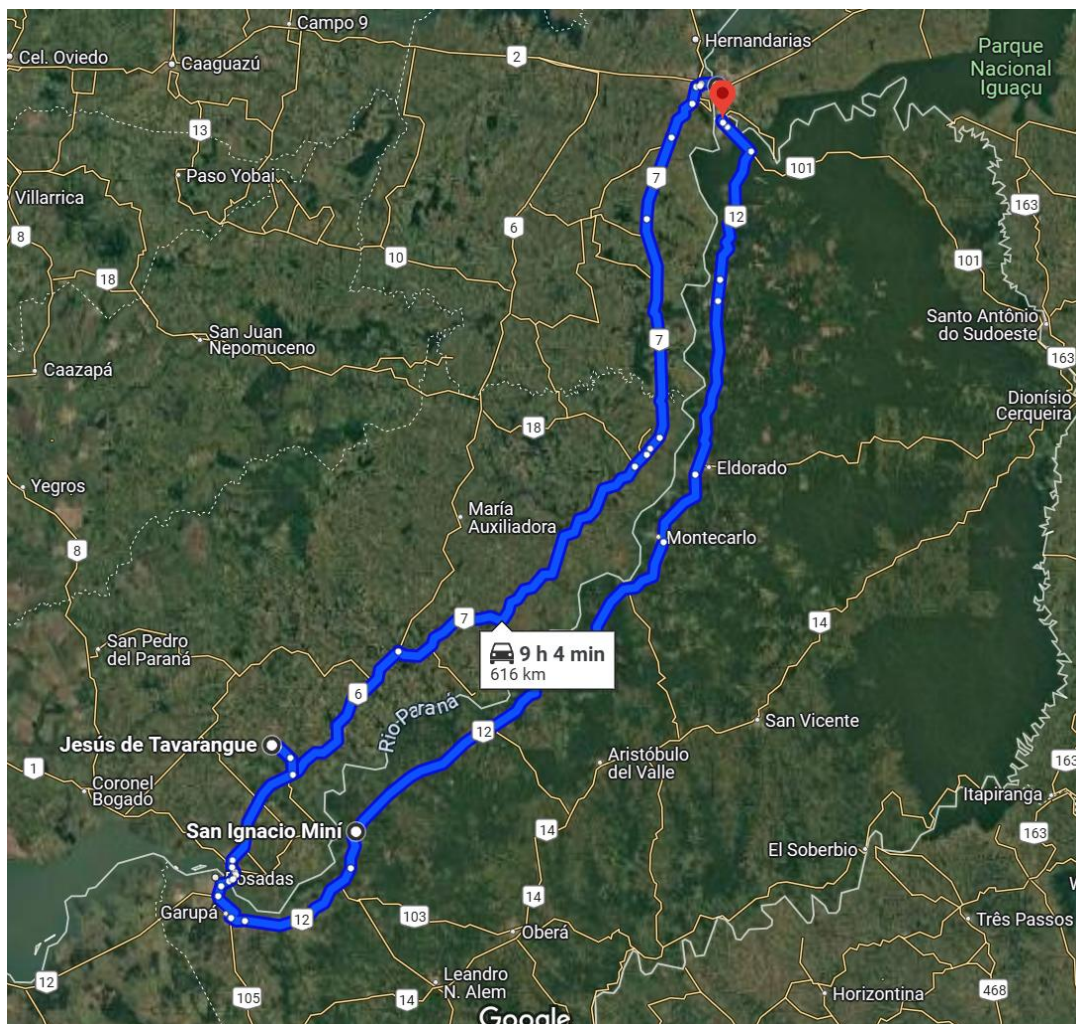 Campo 9
Hernandarias
Cel. Oviedo
Caaguazú
2
Parque
Nacional
Iguaçu
13
Paso Yobai
7
101
Villarrica
12
163
8
6
10
101
18
Santo Antônio
do Sudoeste
San Juan
Nepomuceno
7
163
Caazapá
Dionísio
Cerqueira
18
Eldorado
Yegros
María
Auxiliadora
8
Montecarlo
7
14
San Pedro
del Paraná
9 h 4 min
616 km
6
Rio Paraná
San Vicente
12
Jesús de Tavarangue
Aristóbulo
del Valle
1
163
Coronel
Bogado
Itapiranga
San Ignacio Miní
14
163
El Soberbio
Posadas
14
Garupá
12
103
Oberá
Três Passos
12
Leandro
N. Alem
105
14
468
Horizontina
Google